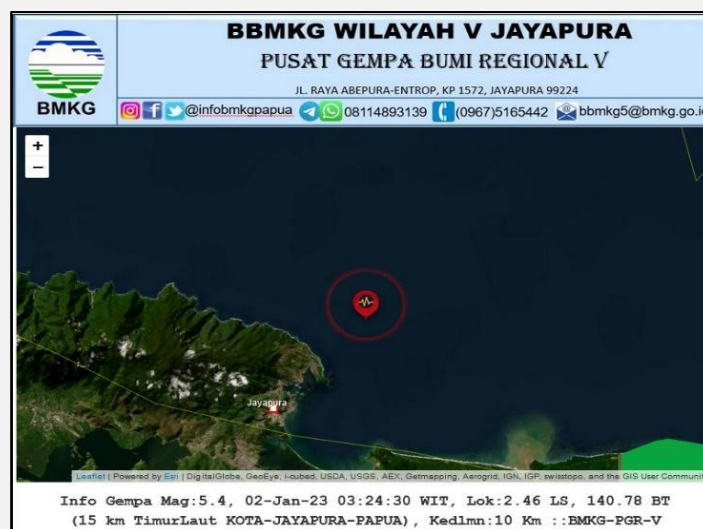 BBMKG WILAYAH V JAYAPURA
PUSAT GEMPA BUMI REGIONAL V
JL. RAYA ABEPURA-ENTROP, KP 1572, JAYAPURA 99224
BMKG
@infobmkgpapua 08114893139 (0967)5165442 bbmkg5@bmkg.go.id
+
−
Jayapura
Leaflet | Powered by Esri | DigitalGlobe, GeoEye, i-cubed, USDA, USGS, AEX, Getmapping, Aerogrid, IGN, IGP, swisstopo, and the GIS User Communit
Info Gempa Mag:5.4, 02-Jan-23 03:24:30 WIT, Lok:2.46 LS, 140.78 BT
(15 km TimurLaut KOTA-JAYAPURA-PAPUA), Kedlmn:10 Km ::BMKG-PGR-V